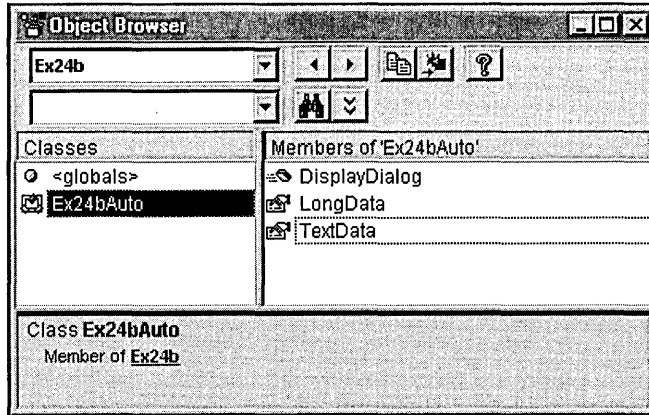 Object Browser
Ex24b
Classes
Members of 'Ex24bAuto'
<globals>
Ex24bAuto
DisplayDialog
LongData
TextData
Class Ex24bAuto
Member of Ex24b